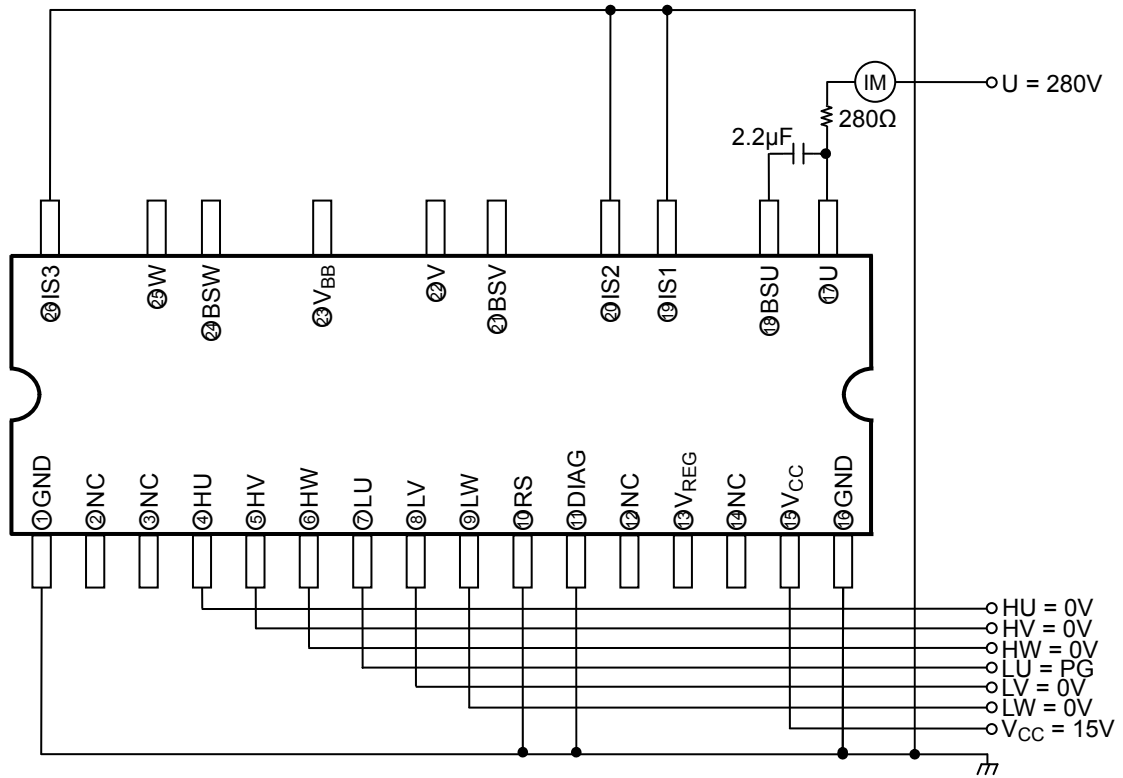 IM
U = 280V
280Ω
2.2μF
㉖IS3
㉕W
㉔BSW
㉓VBB
㉒V
㉑BSV
⑳IS2
⑲IS1
⑱BSU
⑰U
①GND
②NC
③NC
④HU
⑤HV
⑥HW
⑦LU
⑧LV
⑨LW
⑩RS
⑪DIAG
⑫NC
⑬VREG
⑭NC
⑮VCC
⑯GND
HU = 0V
HV = 0V
HW = 0V
LU = PG
LV = 0V
LW = 0V
VCC = 15V